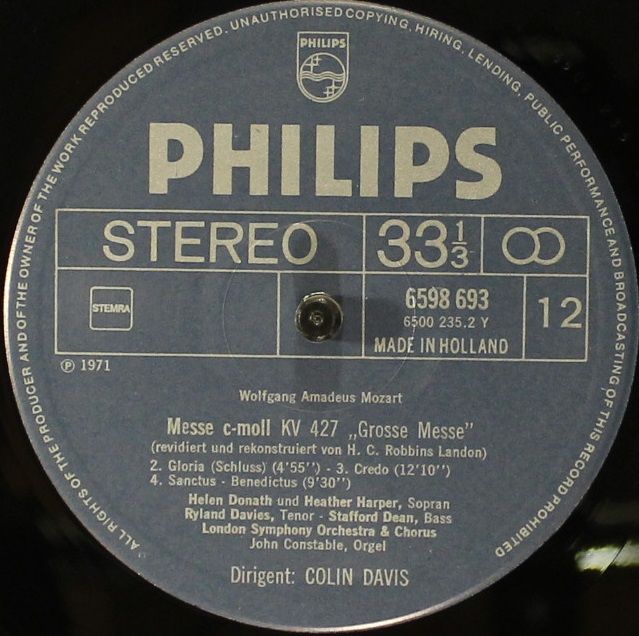 ALL RIGHTS OF THE PRODUCER AND OF THE OWNER OF THE WORK REPRODUCED RESERVED. UNAUTHORISED COPYING, HIRING, LENDING, PUBLIC PERFORMANCE AND BROADCASTING OF THIS RECORD PROHIBITED
PHILIPS
PHILIPS
STEREO 33 1/3
STEMRA
6598 693
6500 235.2 Y
MADE IN HOLLAND
12
℗ 1971
Wolfgang Amadeus Mozart
Messe c-moll KV 427 „Grosse Messe”
(revidiert und rekonstruiert von H. C. Robbins Landon)
2. Gloria (Schluss) (4'55'') - 3. Credo (12'10'')
4. Sanctus - Benedictus (9'30'')
Helen Donath und Heather Harper, Sopran
Ryland Davies, Tenor - Stafford Dean, Bass
London Symphony Orchestra & Chorus
John Constable, Orgel
Dirigent: COLIN DAVIS